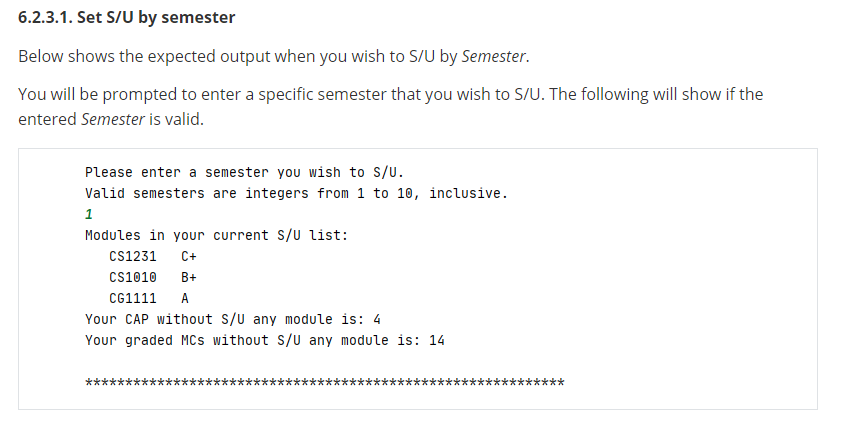 6.2.3.1. Set S/U by semester
Below shows the expected output when you wish to S/U by Semester.
You will be prompted to enter a specific semester that you wish to S/U. The following will show if the
entered Semester is valid.
Please enter a semester you wish to S/U.
Valid semesters are integers from 1 to 10, inclusive.
1
Modules in your current S/U list:
CS1231 C+
CS1010 B+
CG1111 A
Your CAP without S/U any module is: 4
Your graded MCs without S/U any module is: 14
************************************************************